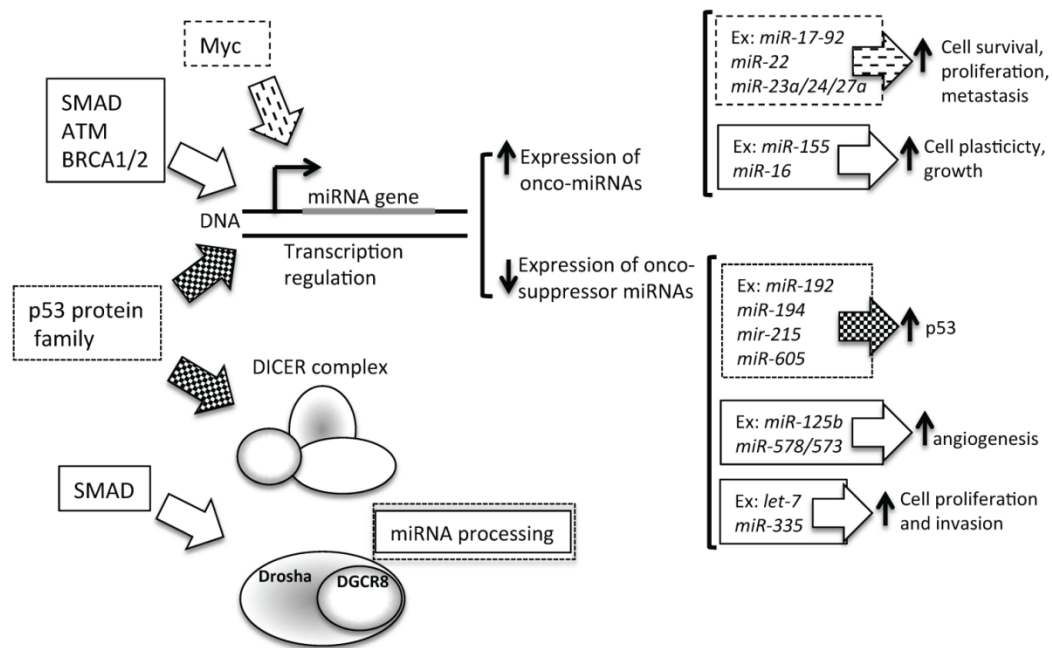 Myc
SMAD
ATM
BRCA1/2
miRNA gene
DNA
Transcription
regulation
p53 protein
family
DICER complex
SMAD
miRNA processing
Drosha
DGCR8
Expression of
onco-miRNAs
Expression of onco-
suppressor miRNAs
Ex: miR-17-92
miR-22
miR-23a/24/27a
Cell survival,
proliferation,
metastasis
Ex: miR-155
miR-16
Cell plasticicty,
growth
Ex: miR-192
miR-194
mir-215
miR-605
p53
Ex: miR-125b
miR-578/573
angiogenesis
Ex: let-7
miR-335
Cell proliferation
and invasion